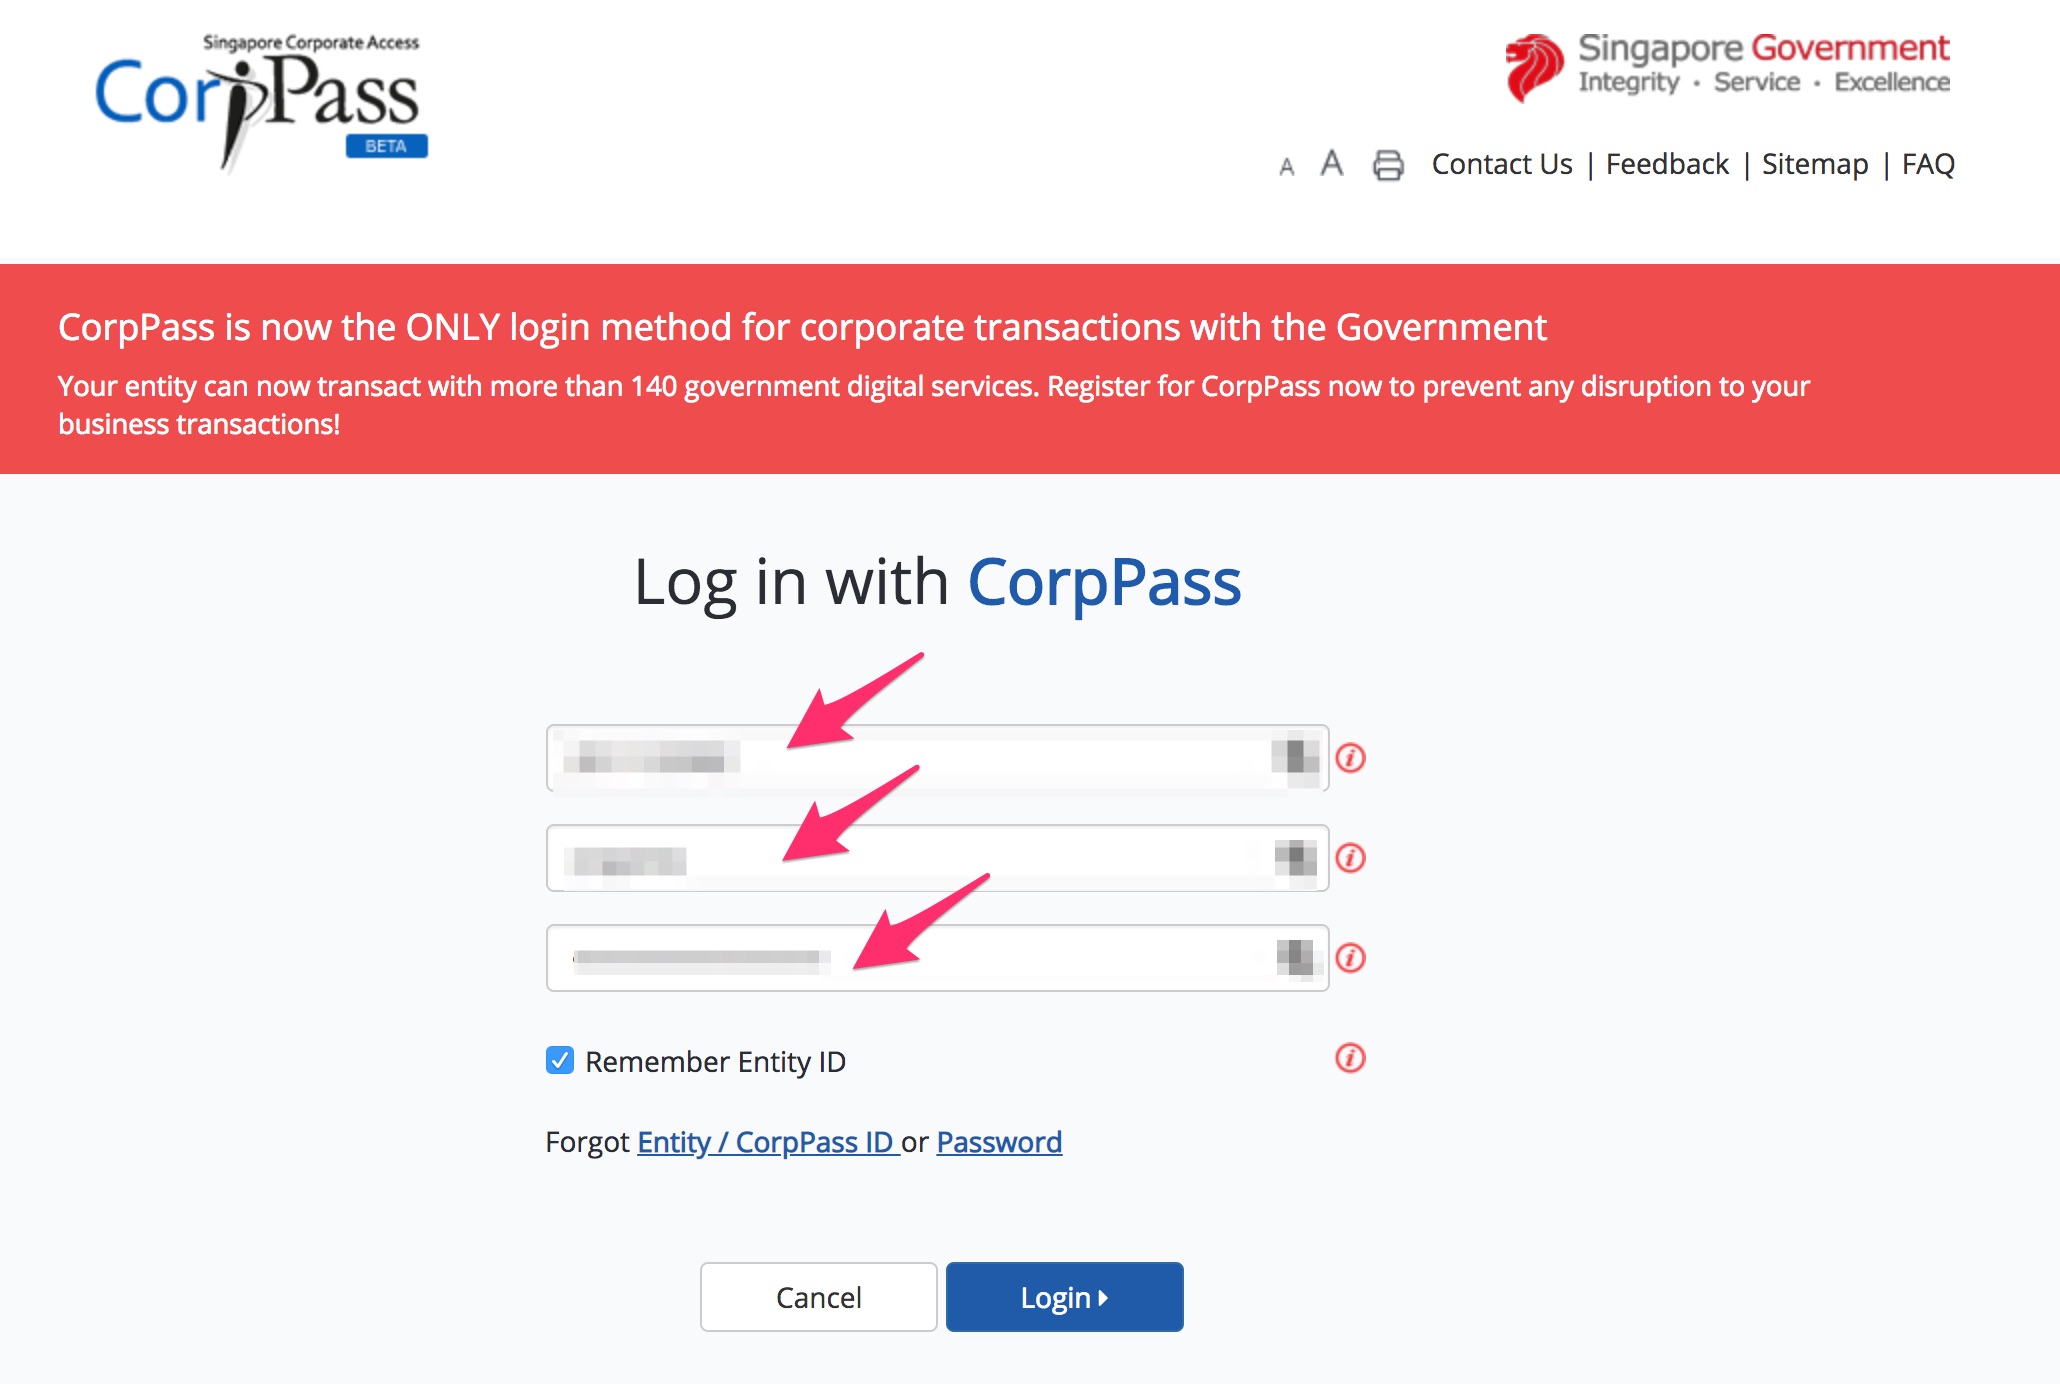 Singapore Corporate Access
CorpPass
BETA
Singapore Government
Integrity · Service · Excellence
A A Contact Us | Feedback | Sitemap | FAQ
CorpPass is now the ONLY login method for corporate transactions with the Government
Your entity can now transact with more than 140 government digital services. Register for CorpPass now to prevent any disruption to your
business transactions!
Log in with CorpPass
i
i
i
Remember Entity ID i
Forgot Entity / CorpPass ID or Password
Cancel Login